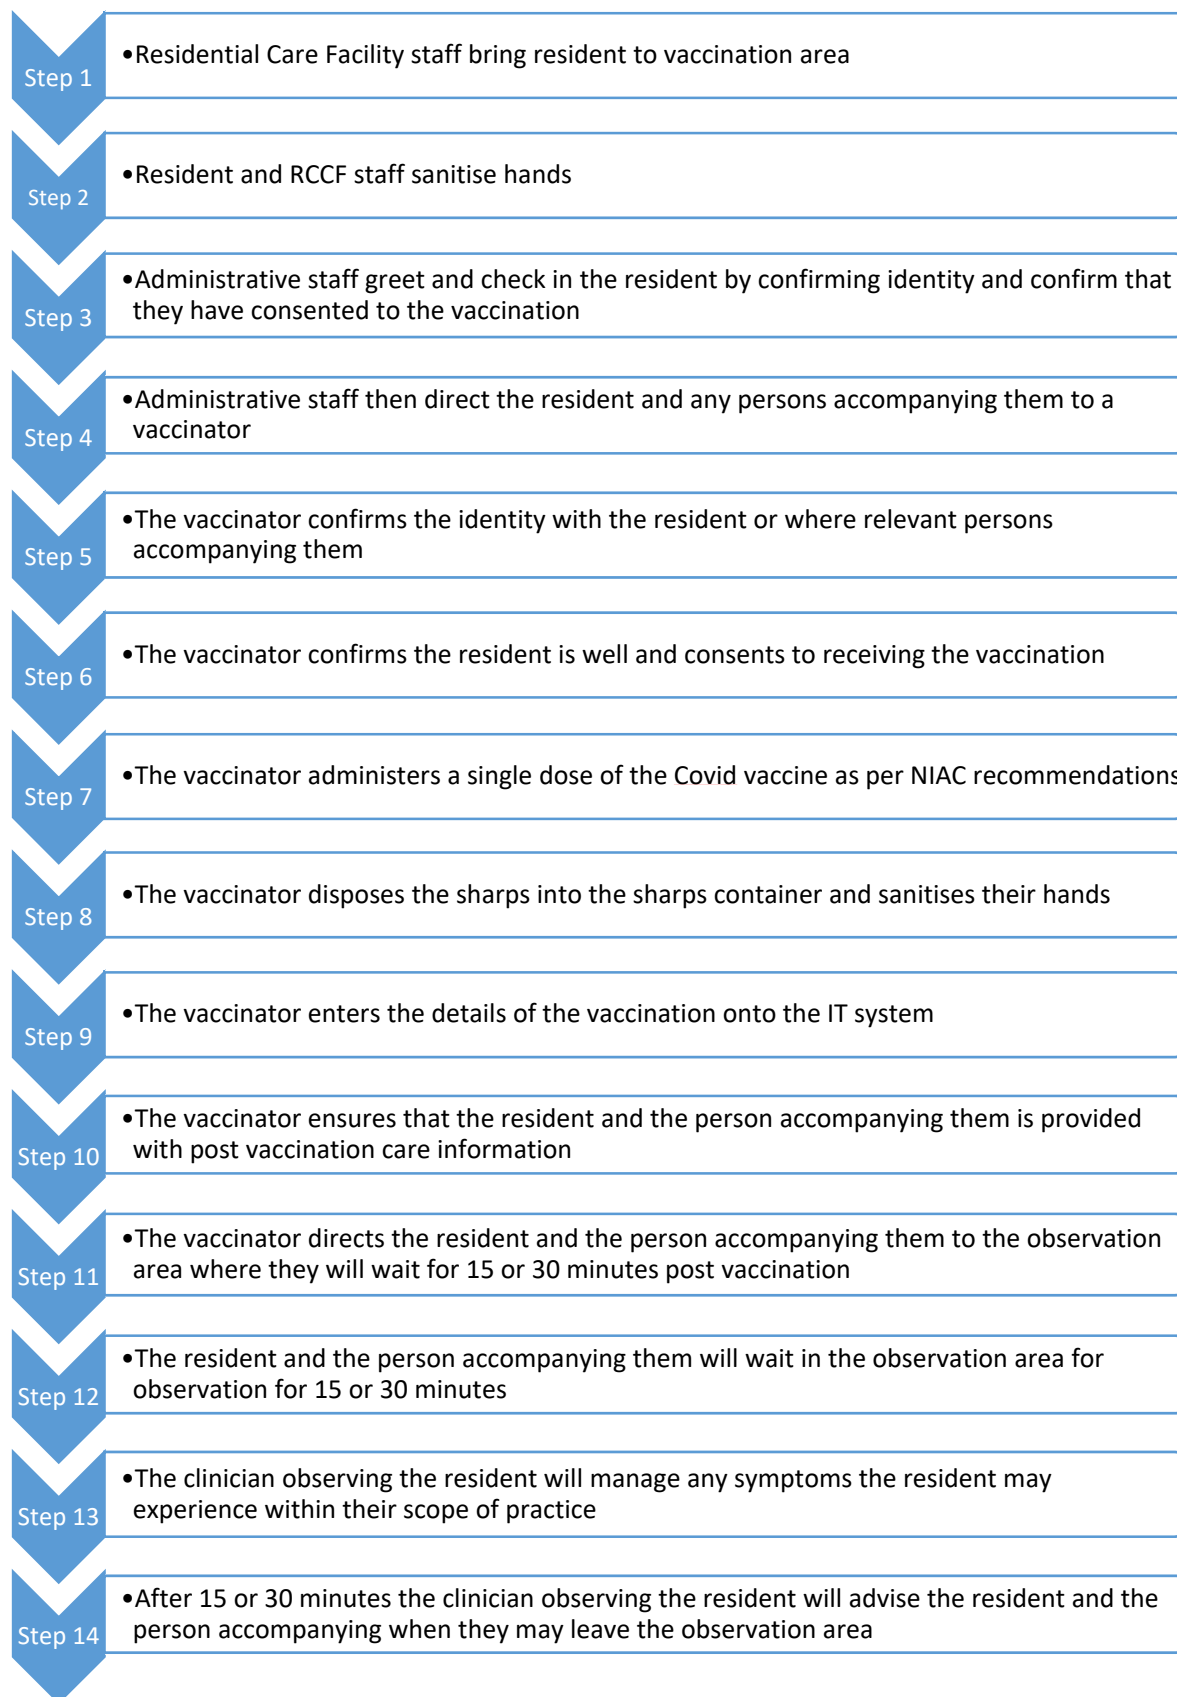 Step 1
•Residential Care Facility staff bring resident to vaccination area
Step 2
•Resident and RCCF staff sanitise hands
Step 3
•Administrative staff greet and check in the resident by confirming identity and confirm that
they have consented to the vaccination
Step 4
•Administrative staff then direct the resident and any persons accompanying them to a
vaccinator
Step 5
•The vaccinator confirms the identity with the resident or where relevant persons
accompanying them
Step 6
•The vaccinator confirms the resident is well and consents to receiving the vaccination
Step 7
•The vaccinator administers a single dose of the Covid vaccine as per NIAC recommendations
Step 8
•The vaccinator disposes the sharps into the sharps container and sanitises their hands
Step 9
•The vaccinator enters the details of the vaccination onto the IT system
Step 10
•The vaccinator ensures that the resident and the person accompanying them is provided
with post vaccination care information
Step 11
•The vaccinator directs the resident and the person accompanying them to the observation
area where they will wait for 15 or 30 minutes post vaccination
Step 12
•The resident and the person accompanying them will wait in the observation area for
observation for 15 or 30 minutes
Step 13
•The clinician observing the resident will manage any symptoms the resident may
experience within their scope of practice
Step 14
•After 15 or 30 minutes the clinician observing the resident will advise the resident and the
person accompanying when they may leave the observation area